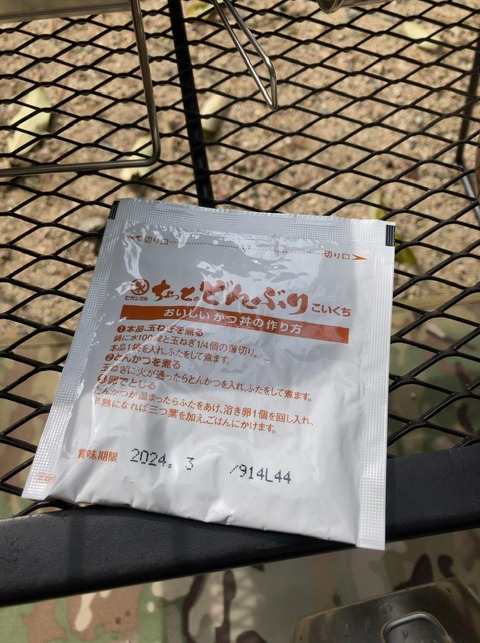 切り口
切り口
ヒガシマル
ちょっとどんぶり こいくち
おいしいかつ丼の作り方
❶本品、玉ねぎを煮る
鍋に水100㎖と玉ねぎ1/4個の薄切り、
本品1袋を入れ、ふたをして煮ます。
❷とんかつを煮る
玉ねぎに火が通ったらとんかつを入れ、ふたをして煮ます。
❸卵でとじる
とんかつが温まったらふたをあけ、溶き卵1個を回し入れ、
半熟になれば三つ葉を加え、ごはんにかけます。
賞味期限 2024. 3 /914L44